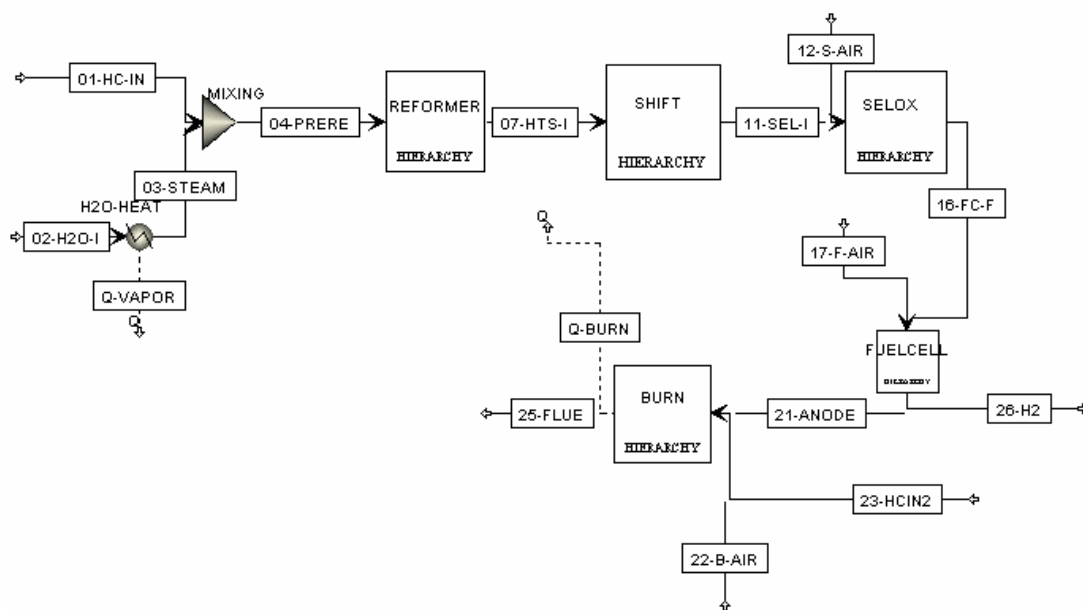 12-S-AIR
01-HC-IN
MIXING
REFORMER
SHIFT
SELOX
04-PRERE
07-HTS-I
11-SEL-I
HIERARCHY
HIERARCHY
HIERARCHY
03-STEAM
H2O-HEAT
16-FC-F
02-H2O-I
Q
17-F-AIR
Q-VAPOR
Q
Q-BURN
FUELCELL
HIERARCHY
BURN
25-FLUE
21-ANODE
26-H2
HIERARCHY
23-HCIN2
22-B-AIR